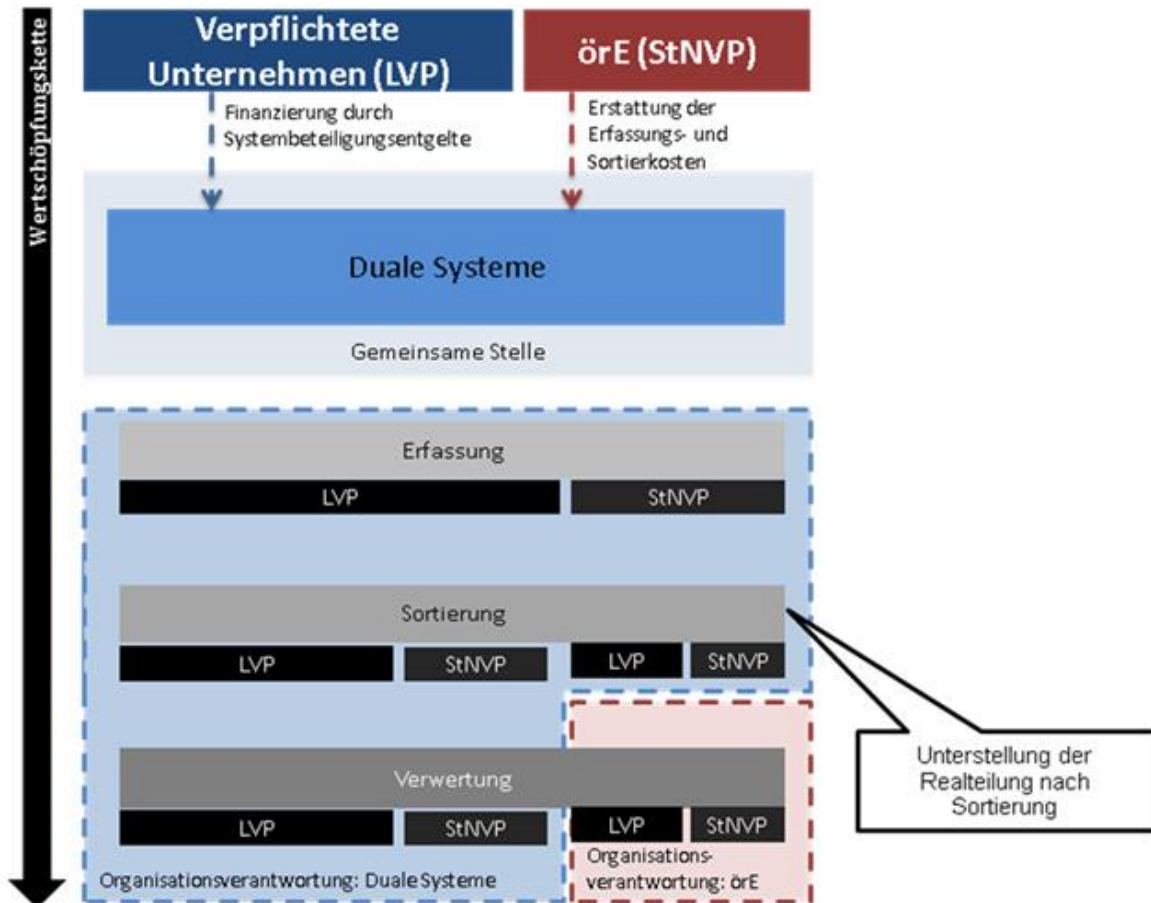 Wertschöpfungskette
Verpflichtete
Unternehmen (LVP)
örE (StNVP)
Finanzierung durch
Systembeteiligungsentgelte
Erstattung der
Erfassungs- und
Sortierkosten
Duale Systeme
Gemeinsame Stelle
Erfassung
LVP
StNVP
Sortierung
LVP
StNVP
LVP
StNVP
Unterstellung der
Realteilung nach
Sortierung
Verwertung
LVP
StNVP
LVP
StNVP
Organisationsverantwortung: Duale Systeme
Organisations-
verantwortung: örE